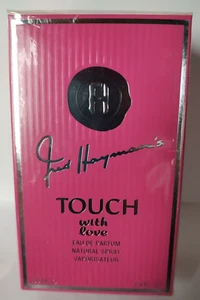 H
Fred Hayman's
TOUCH
with
love
EAU DE PARFUM
NATURAL SPRAY
VAPORISATEUR